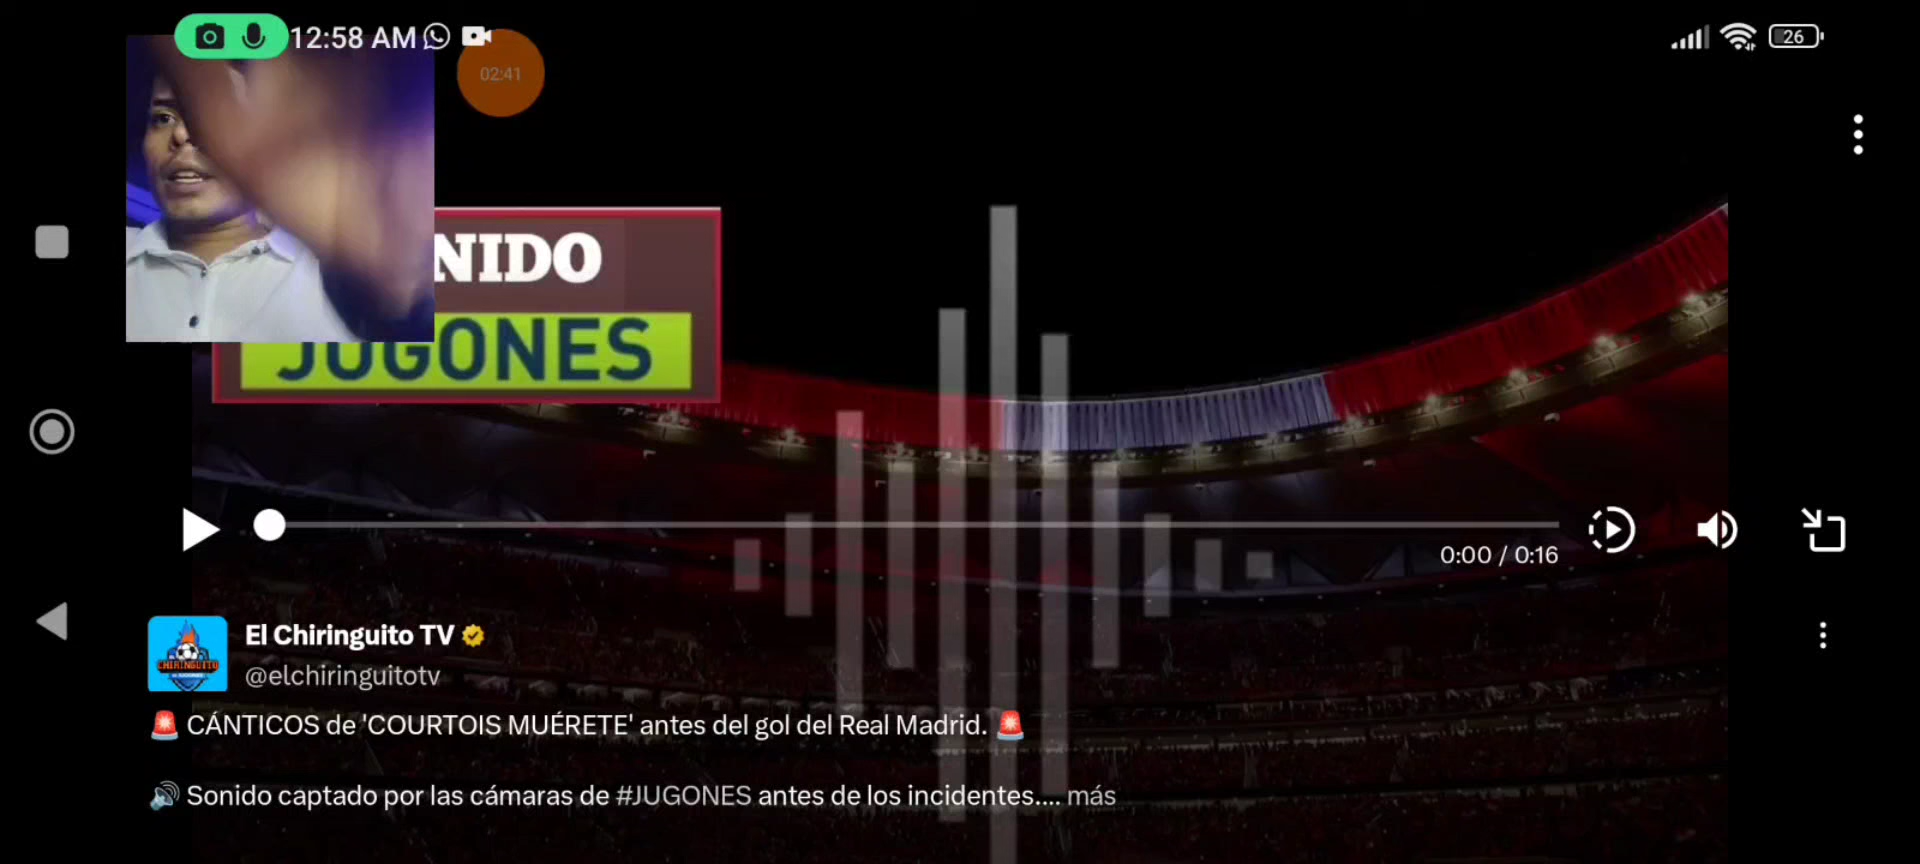 12:58 AM
26
02:41
NIDO
JUGONES
0:00 / 0:16
El Chiringuito TV
@elchiringuitotv
CHIRINGUITO
🚨 CÁNTICOS de 'COURTOIS MUÉRETE' antes del gol del Real Madrid. 🚨
🔊 Sonido captado por las cámaras de #JUGONES antes de los incidentes.... más